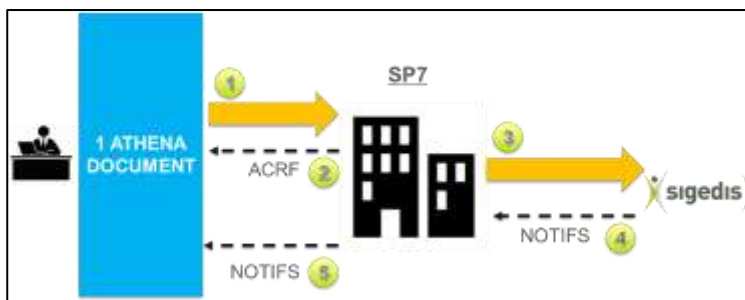 SP7
1
3
1 ATHENA
DOCUMENT
ACRF 2
sigedis
NOTIFS 4
NOTIFS 5